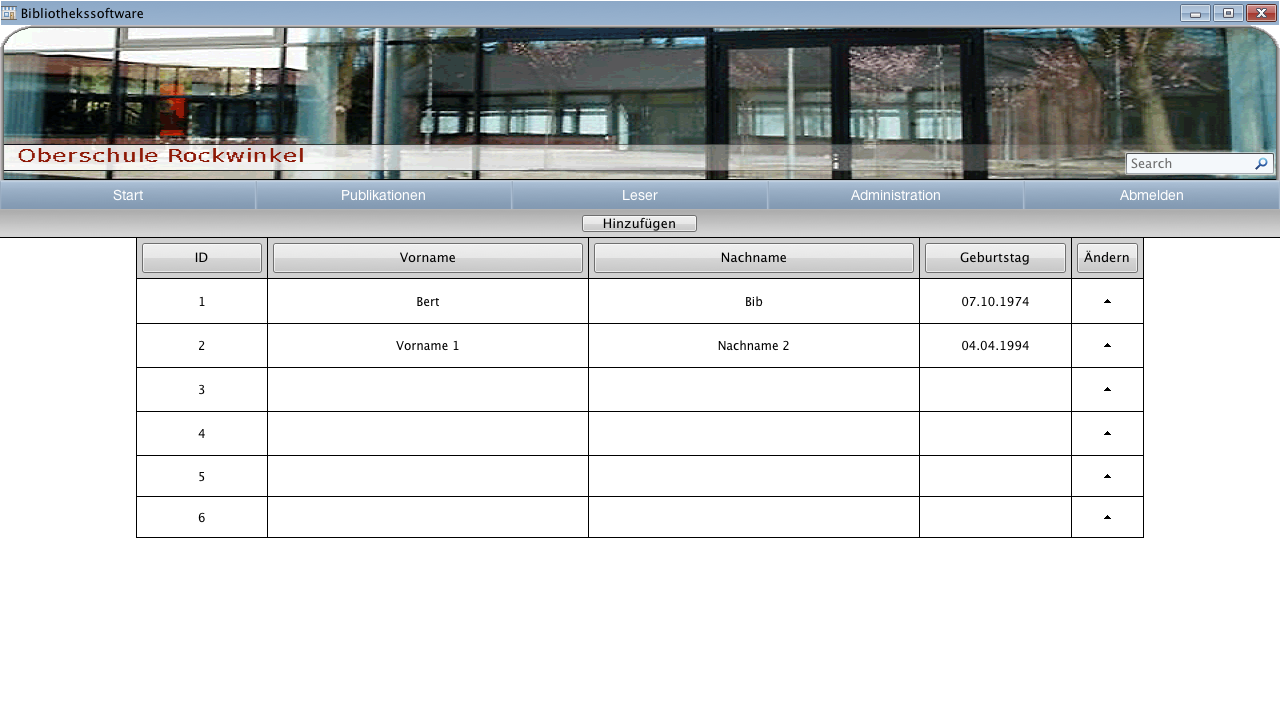 Bibliothekssoftware
Oberschule Rockwinkel
Search
Start Publikationen Leser Administration Abmelden
Hinzufügen
ID Vorname Nachname Geburtstag Ändern
1 Bert Bib 07.10.1974
2 Vorname 1 Nachname 2 04.04.1994
3
4
5
6